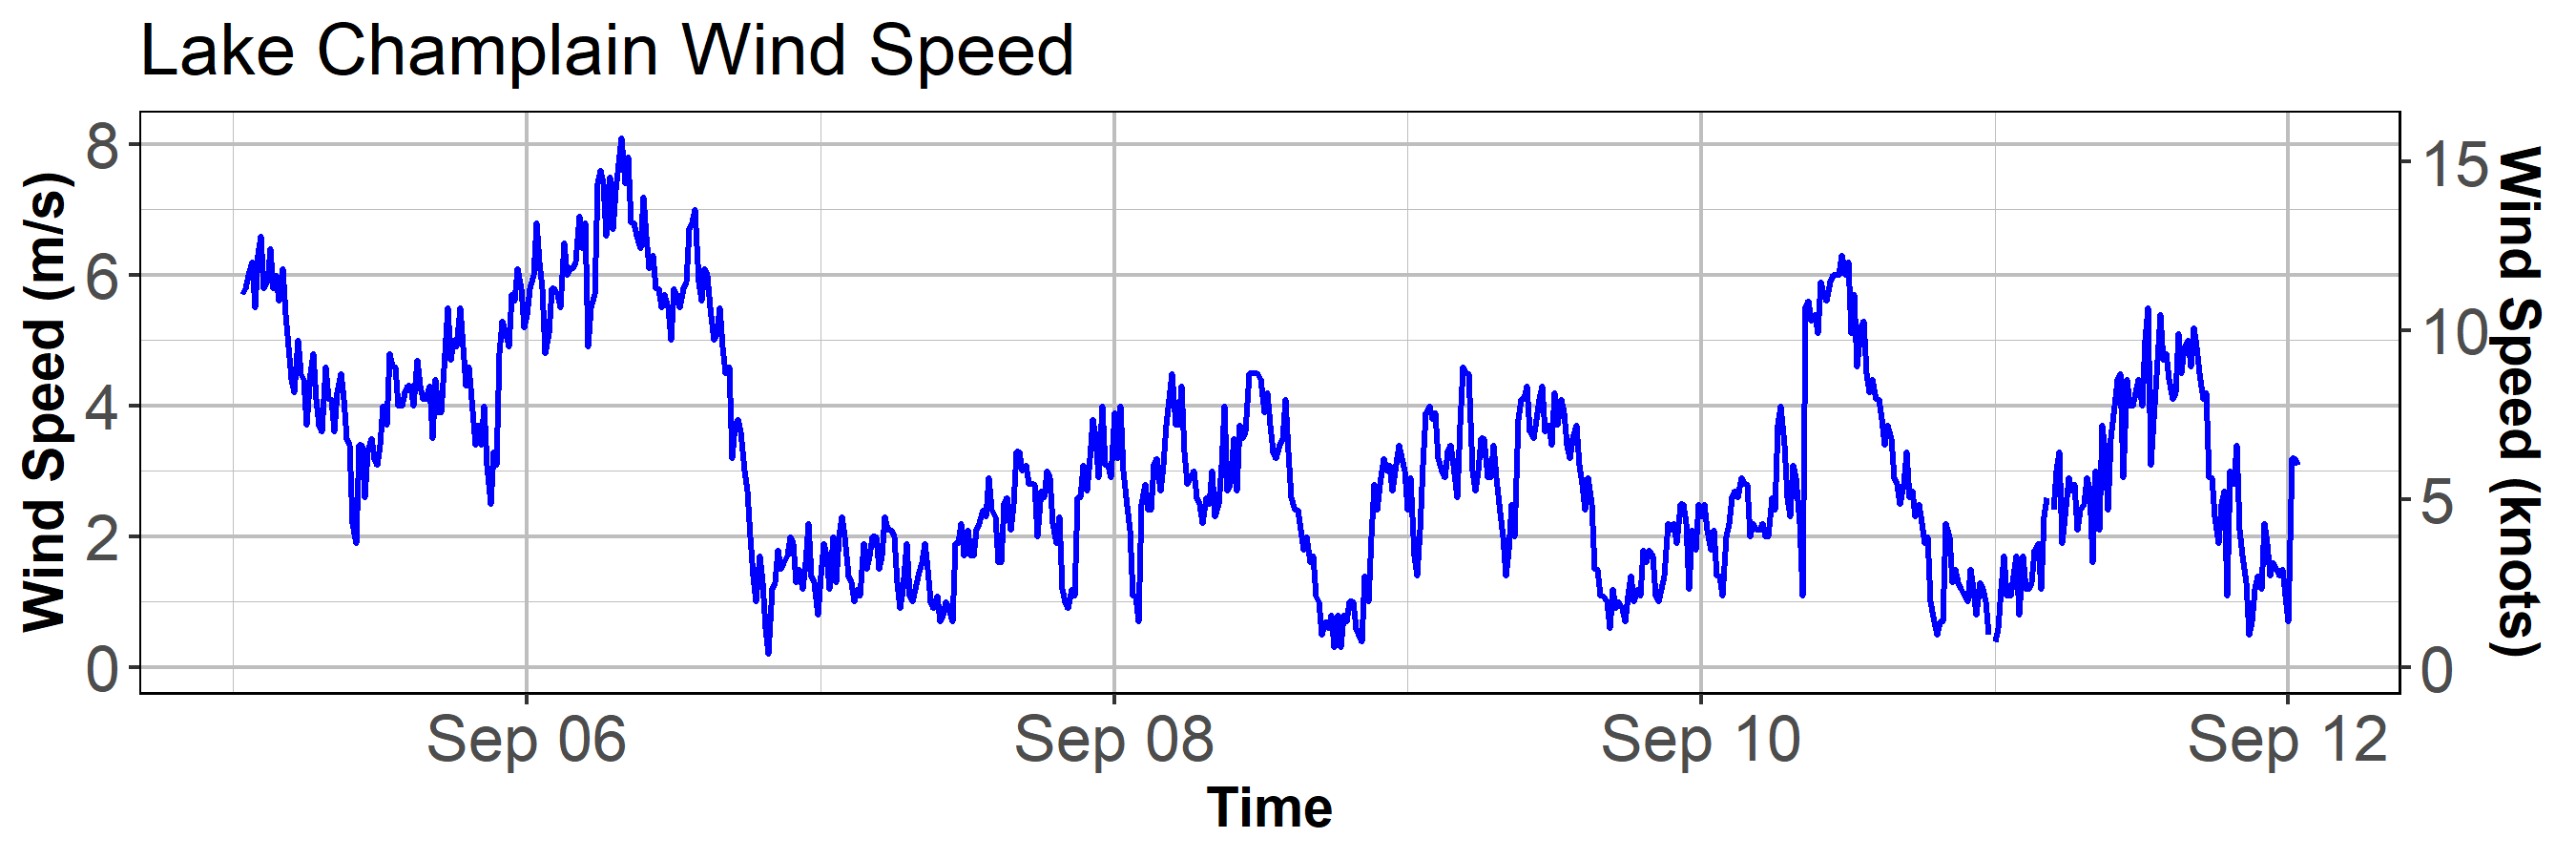 Lake Champlain Wind Speed
Wind Speed (m/s)
8
6
4
2
0
15
10
5
0
Wind Speed (knots)
Sep 06
Sep 08
Sep 10
Sep 12
Time